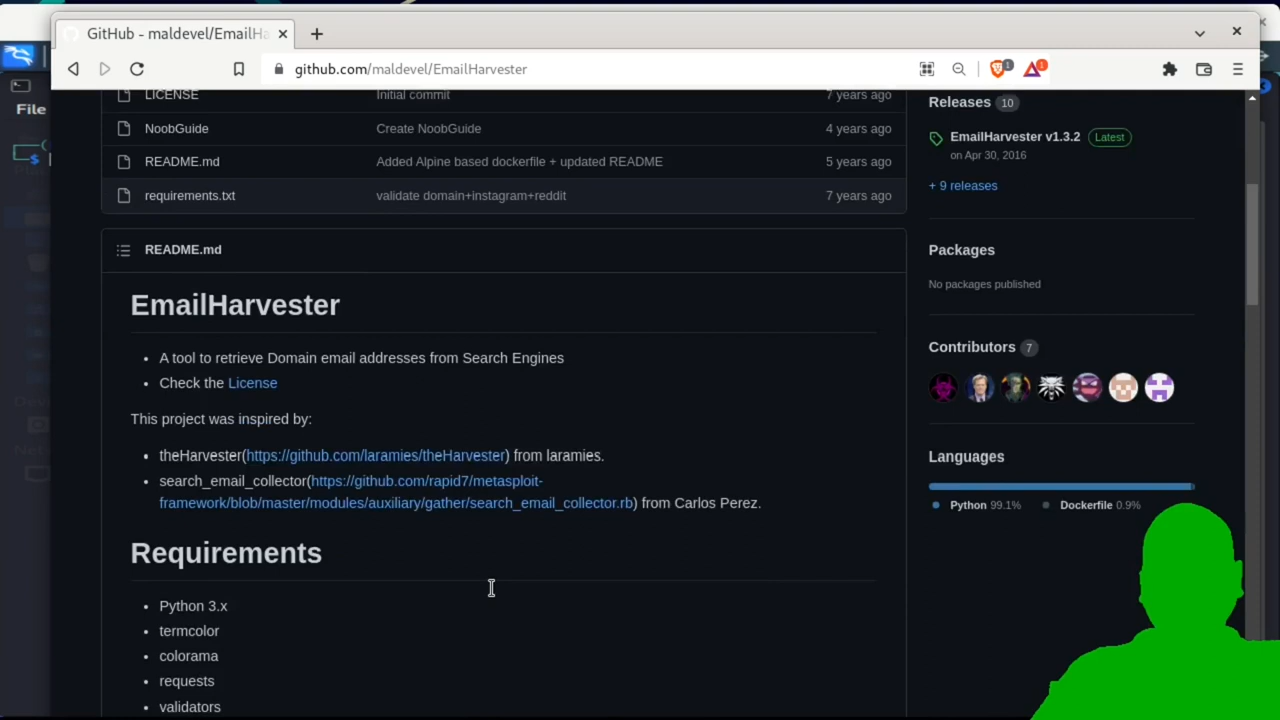 GitHub - maldevel/EmailHa
github.com/maldevel/EmailHarvester
1
1
File
LICENSE Initial commit 7 years ago
NoobGuide Create NoobGuide 4 years ago
README.md Added Alpine based dockerfile + updated README 5 years ago
requirements.txt validate domain+instagram+reddit 7 years ago
README.md
EmailHarvester
A tool to retrieve Domain email addresses from Search Engines
Check the License
This project was inspired by:
theHarvester(https://github.com/laramies/theHarvester) from laramies.
search_email_collector(https://github.com/rapid7/metasploit-
framework/blob/master/modules/auxiliary/gather/search_email_collector.rb) from Carlos Perez.
Requirements
Python 3.x
termcolor
colorama
requests
validators
Releases 10
EmailHarvester v1.3.2 Latest
on Apr 30, 2016
+ 9 releases
Packages
No packages published
Contributors 7
Languages
Python 99.1% Dockerfile 0.9%